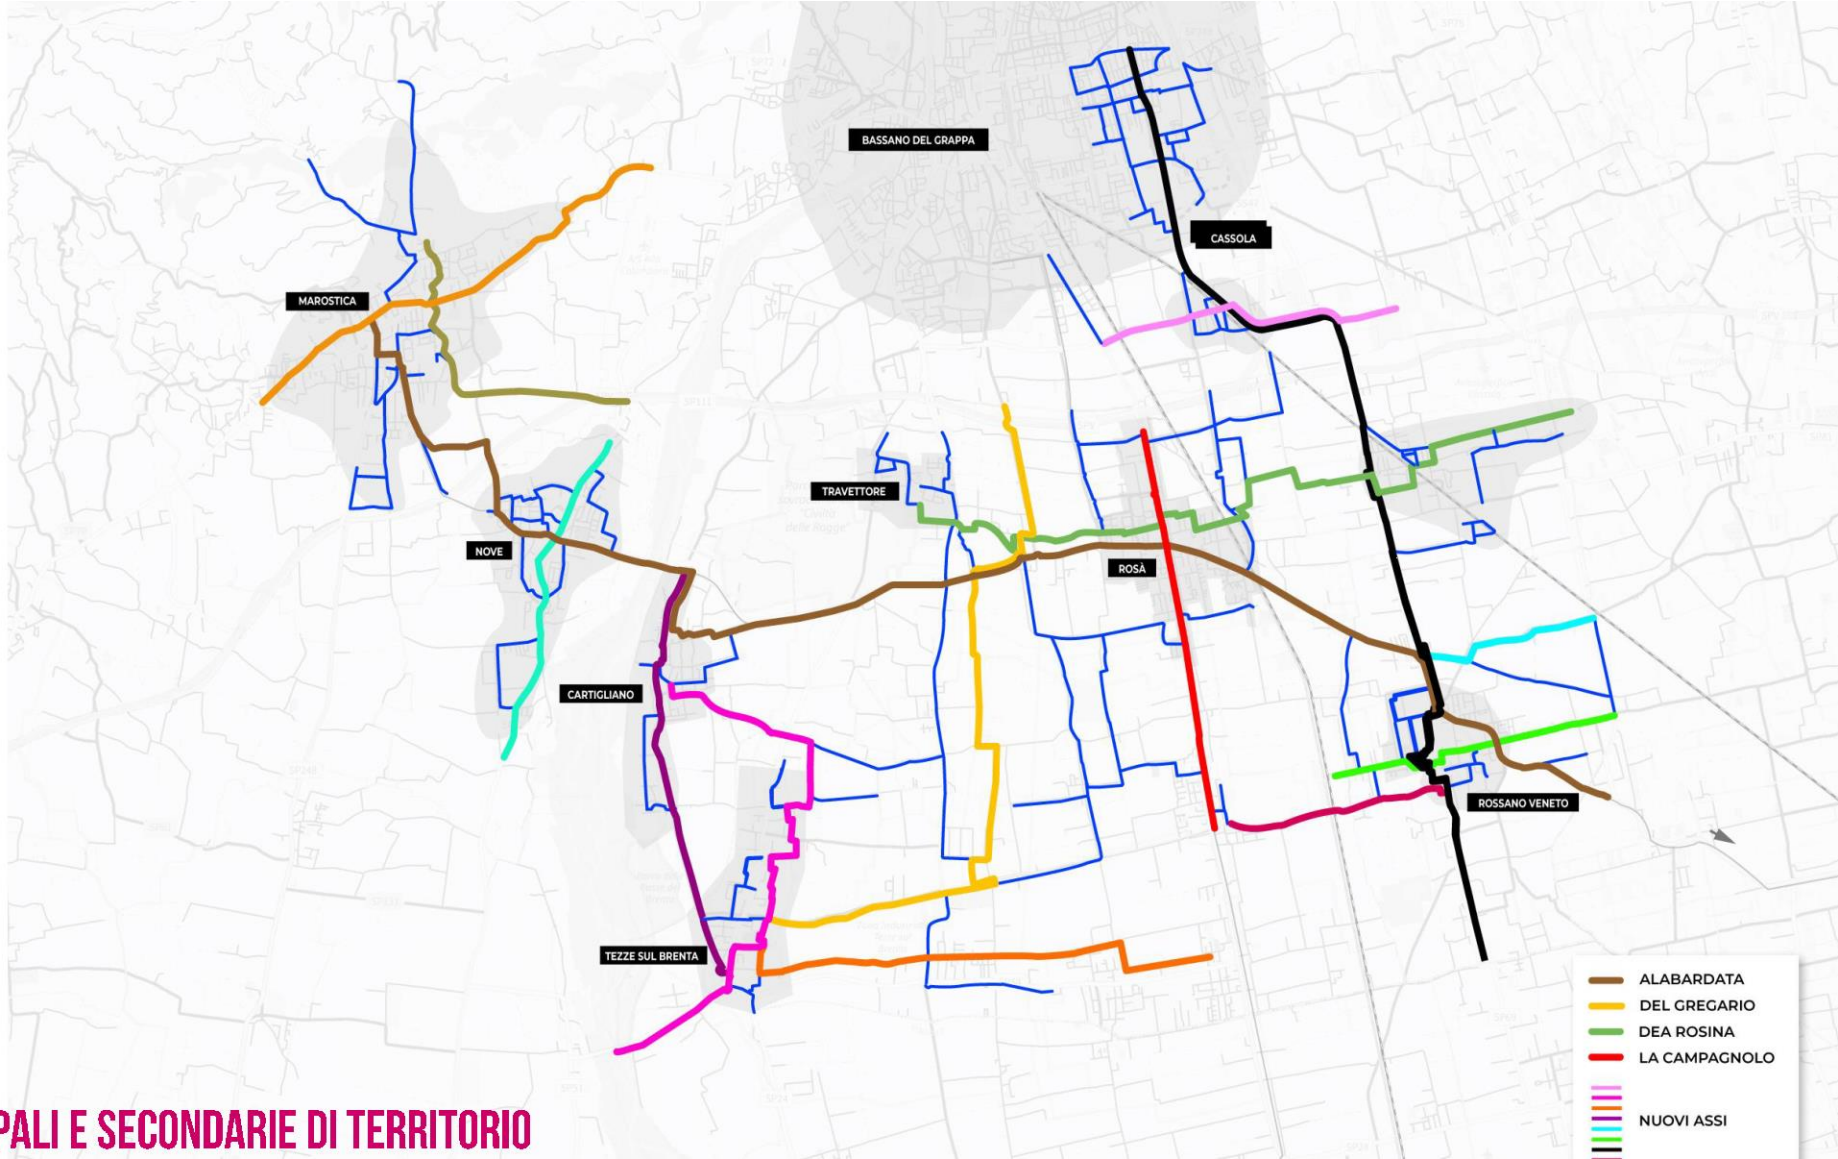 BASSANO DEL GRAPPA
CASSOLA
MAROSTICA
TRAVETTORE
NOVE
ROSÀ
CARTIGLIANO
ROSSANO VENETO
TEZZE SUL BRENTA
ALABARDATA
DEL GREGARIO
DEA ROSINA
LA CAMPAGNOLO
NUOVI ASSI
PALI E SECONDARIE DI TERRITORIO